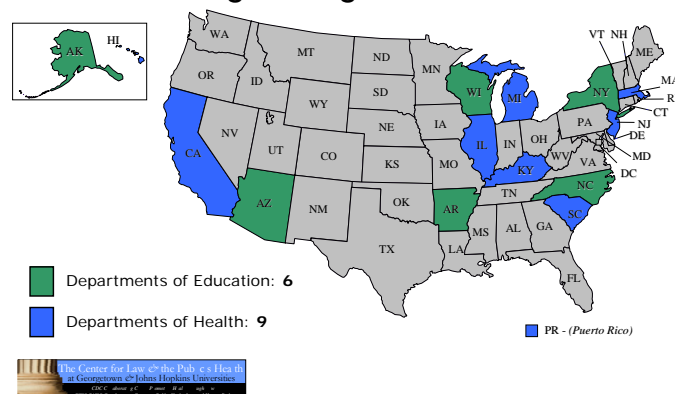 AK
HI
WA
OR
ID
MT
ND
SD
WY
NE
MN
WI
IA
MI
NV
UT
CO
KS
MO
IL
IN
OH
CA
AZ
NM
OK
AR
TX
LA
MS
AL
GA
FL
TN
KY
WV
VA
NC
SC
PA
NY
VT
NH
ME
CT
NJ
DE
MD
DC
Departments of Education: 6
Departments of Health: 9
PR - (Puerto Rico)
The Center for Law & the Pub c s Hea th
at Georgetown & Johns Hopkins Universities